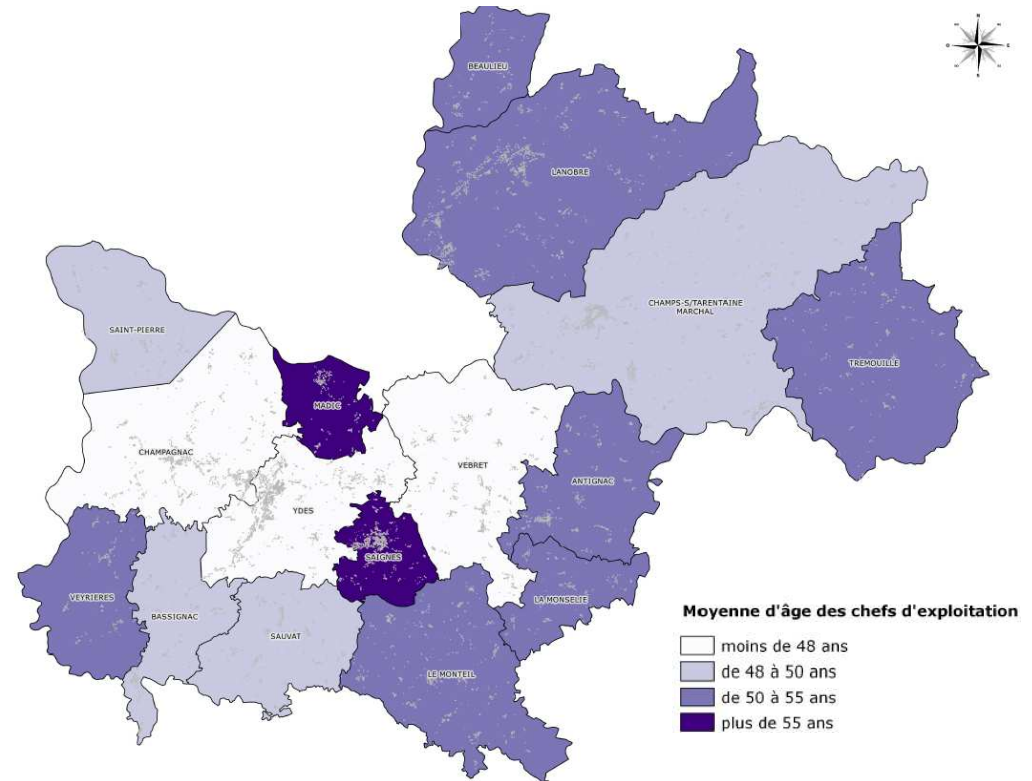 BEAULIEU
LANOBRE
CHAMPS-S/TARENTAINE
MARCHAL
SAINT-PIERRE
TREMOUILLE
MADIC
CHAMPAGNAC
VEBRET
ANTIGNAC
YDES
SAIGNES
VEYRIERES
LA MONSELIE
BASSIGNAC
SAUVAT
LE MONTEIL
Moyenne d'âge des chefs d'exploitation
moins de 48 ans
de 48 à 50 ans
de 50 à 55 ans
plus de 55 ans